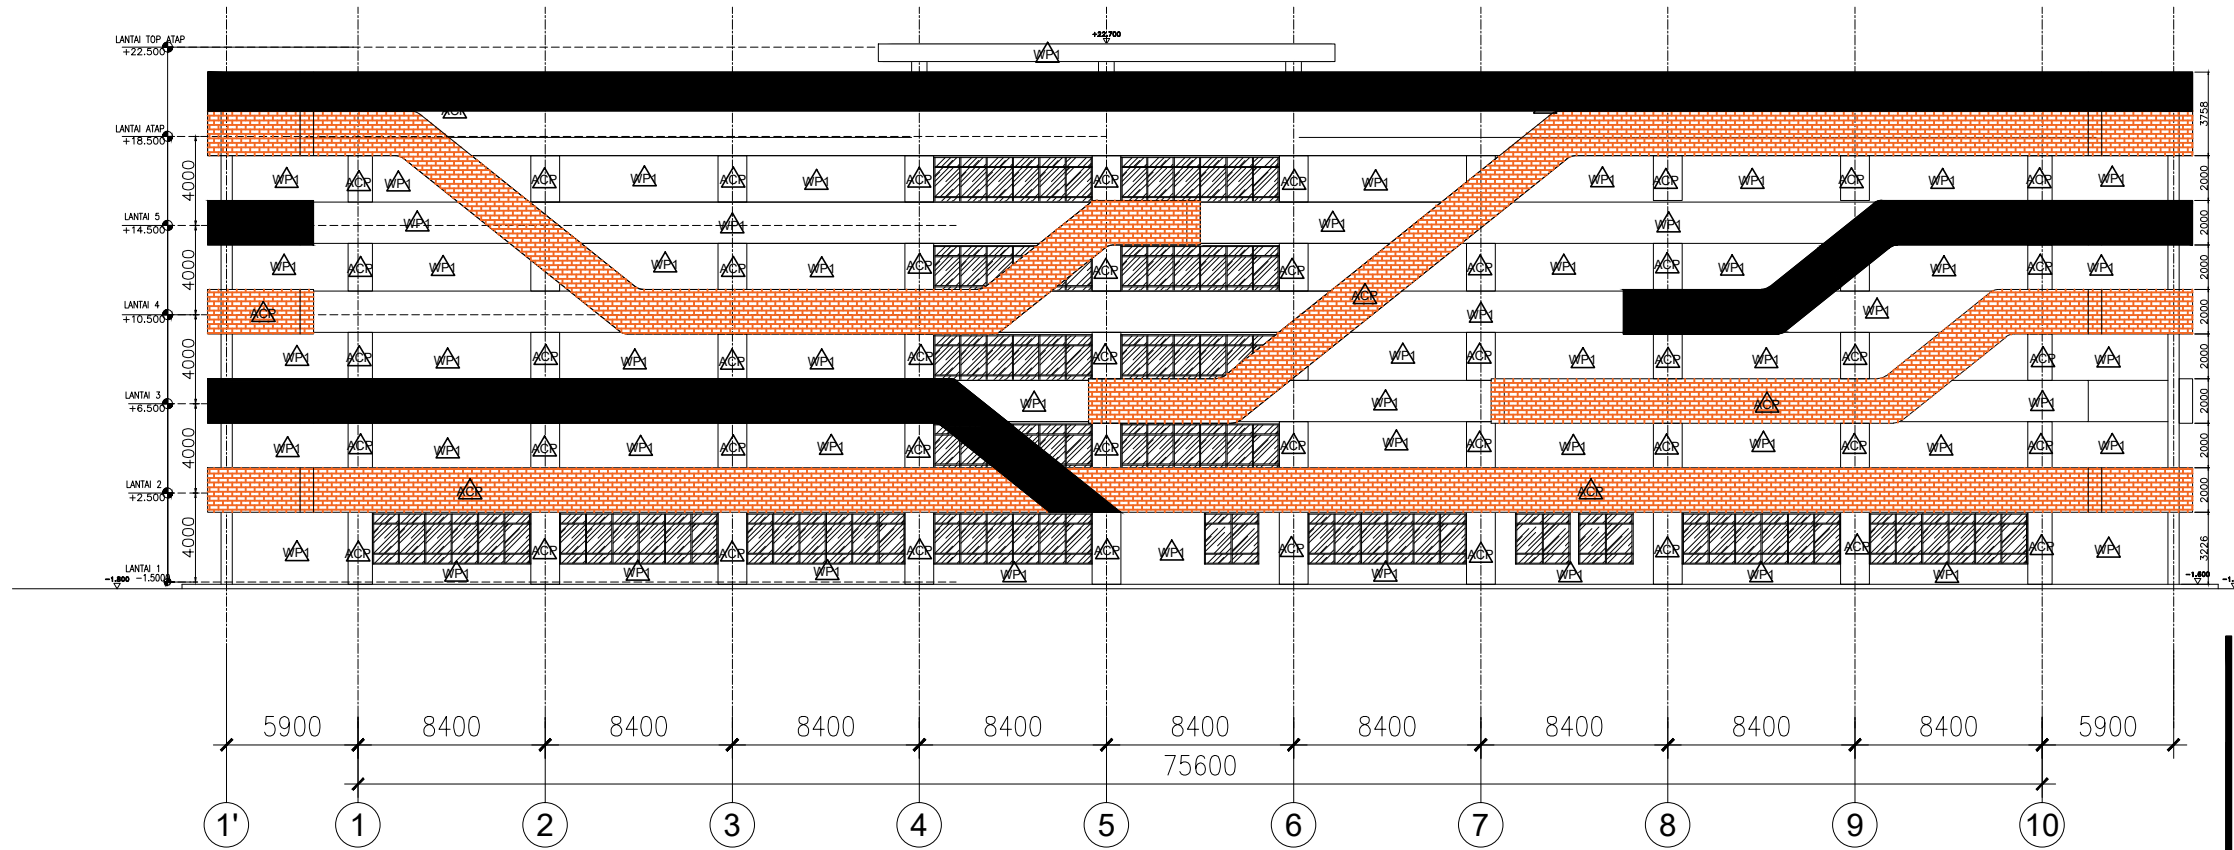 LANTAI TOP ATAP
+22.500
+22.700
WP1
ACP
3758
LANTAI ATAP
+18.500
4000
WP1 ACP WP1 ACP WP1 ACP WP1 ACP ACP ACP WP1 ACP WP1 ACP WP1 ACP WP1 ACP WP1
2000
LANTAI 5
+14.500
WP1 WP1 WP1 WP1
2000
4000
WP1 ACP WP1 WP1 ACP WP1 ACP ACP ACP ACP WP1 ACP WP1 WP1 ACP WP1
2000
LANTAI 4
+10.500
ACP ACP WP1 WP1
2000
4000
WP1 ACP WP1 ACP WP1 ACP WP1 ACP ACP WP1 ACP WP1 ACP WP1 ACP ACP WP1
2000
LANTAI 3
+6.500
WP1 WP1 ACP WP1
2000
4000
WP1 ACP WP1 ACP WP1 ACP WP1 ACP ACP ACP WP1 ACP WP1 ACP WP1 ACP WP1 ACP WP1
2000
LANTAI 2
+2.500
ACP ACP
2000
4000
WP1 ACP ACP ACP ACP ACP WP1 ACP ACP ACP ACP ACP WP1
3226
LANTAI 1
-1.500
-1.800
WP1 WP1 WP1 WP1 WP1 WP1 WP1 WP1
-1.800
5900 8400 8400 8400 8400 8400 8400 8400 8400 8400 5900
75600
1' 1 2 3 4 5 6 7 8 9 10